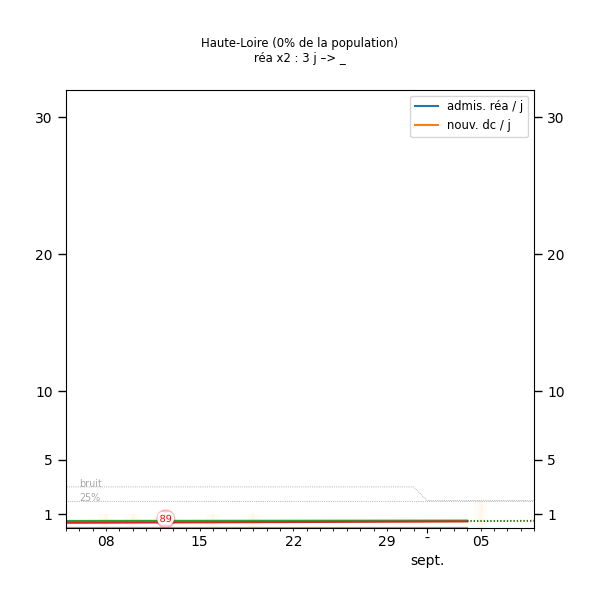 Haute-Loire (0% de la population)
réa x2 : 3 j –> _
admis. réa / j
nouv. dc / j
30 30
20 20
10 10
5 5
bruit
25%
1 1
89
08 15 22 29 - 05
sept.